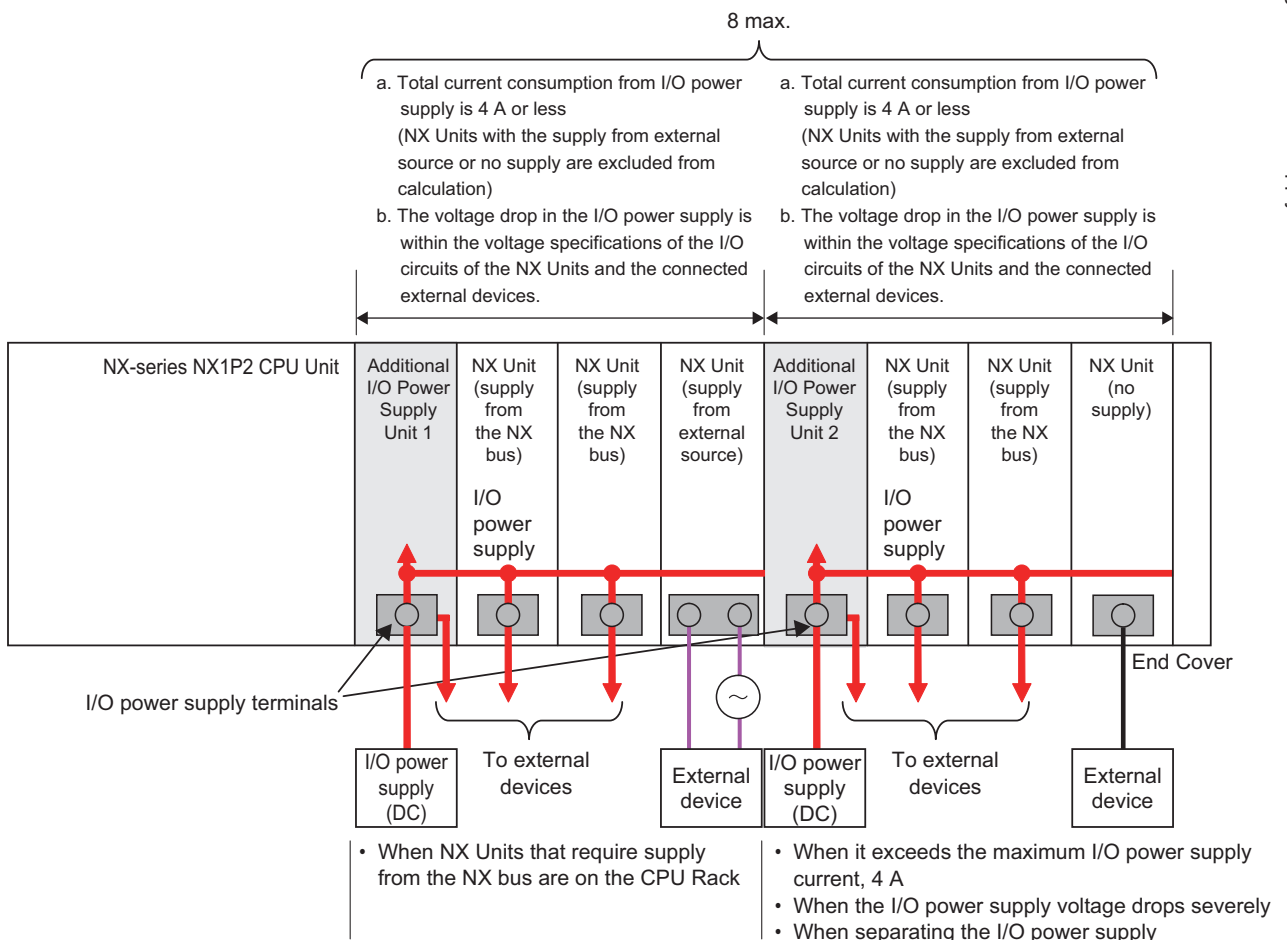 8 max.
a. Total current consumption from I/O power
supply is 4 A or less
(NX Units with the supply from external
source or no supply are excluded from
calculation)
b. The voltage drop in the I/O power supply is
within the voltage specifications of the I/O
circuits of the NX Units and the connected
external devices.
a. Total current consumption from I/O power
supply is 4 A or less
(NX Units with the supply from external
source or no supply are excluded from
calculation)
b. The voltage drop in the I/O power supply is
within the voltage specifications of the I/O
circuits of the NX Units and the connected
external devices.
NX-series NX1P2 CPU Unit
Additional
I/O Power
Supply
Unit 1
NX Unit
(supply
from
the NX
bus)
NX Unit
(supply
from
the NX
bus)
NX Unit
(supply
from
external
source)
Additional
I/O Power
Supply
Unit 2
NX Unit
(supply
from
the NX
bus)
NX Unit
(supply
from
the NX
bus)
NX Unit
(no
supply)
I/O
power
supply
I/O
power
supply
End Cover
I/O power supply terminals
I/O power
supply
(DC)
To external
devices
External
device
I/O power
supply
(DC)
To external
devices
External
device
• When NX Units that require supply
from the NX bus are on the CPU Rack
• When it exceeds the maximum I/O power supply
current, 4 A
• When the I/O power supply voltage drops severely
• When separating the I/O power supply